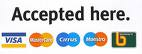 Accepted here.
VISA MasterCard Cirrus Maestro